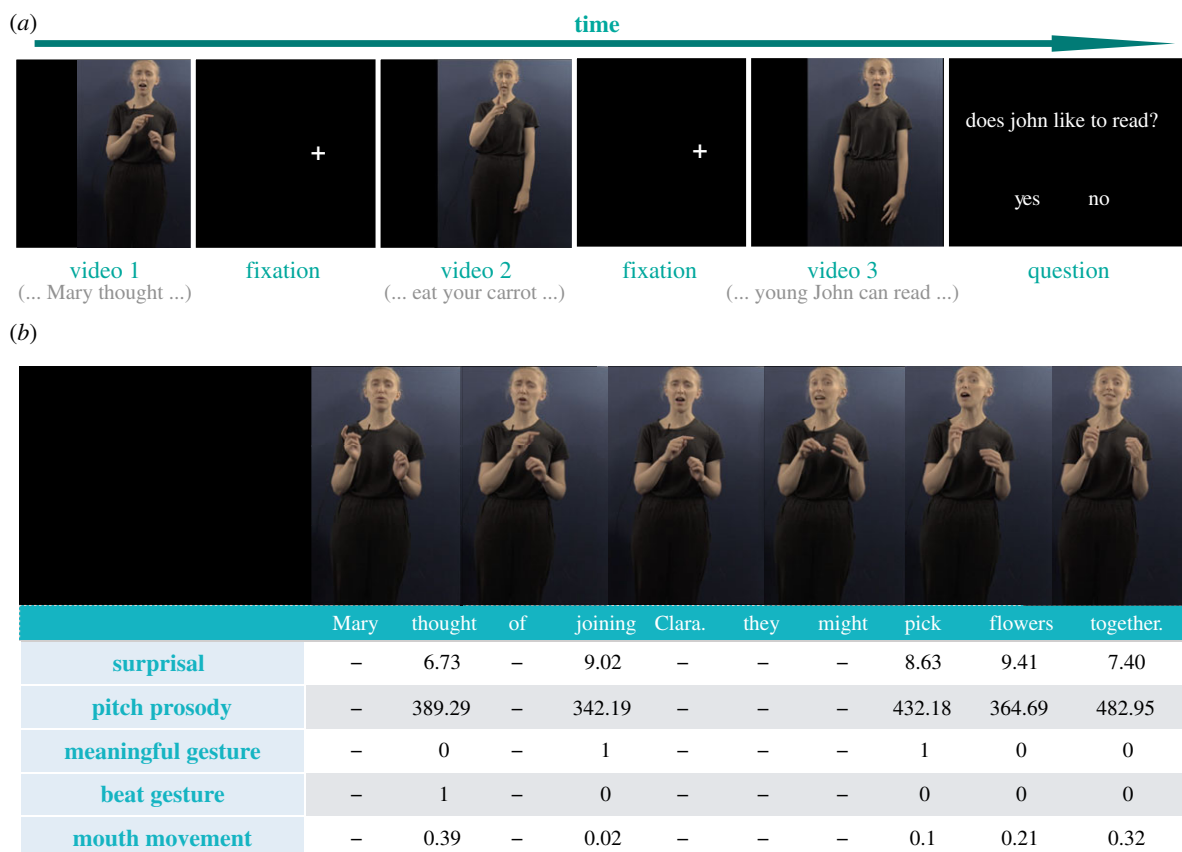 (a)
time
+
+
does john like to read?
yes no
video 1 fixation video 2 fixation video 3 question
(... Mary thought ...) (... eat your carrot ...) (... young John can read ...)
(b)
Mary thought of joining Clara. they might pick flowers together.
surprisal – 6.73 – 9.02 – – – 8.63 9.41 7.40
pitch prosody – 389.29 – 342.19 – – – 432.18 364.69 482.95
meaningful gesture – 0 – 1 – – – 1 0 0
beat gesture – 1 – 0 – – – 0 0 0
mouth movement – 0.39 – 0.02 – – – 0.1 0.21 0.32